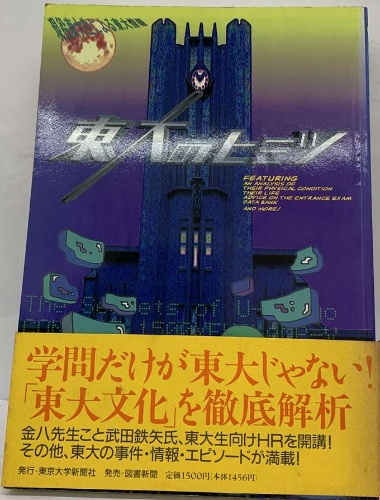 東大のヒミツ
FEATURING
AN ANALYSIS OF
THEIR PHYSICAL CONDITION
THEIR LIFE
ADVICE ON THE ENTRANCE EXAM
DATA BANK
AND MORE!
The Secrets of U
学問だけが東大じゃない!
「東大文化」を徹底解析
金八先生こと武田鉄矢氏、東大生向けHRを開講!
その他、東大の事件・情報・エピソードが満載!
発行・東京大学新聞社 発売・図書新聞 定価1500円(本体1456円)